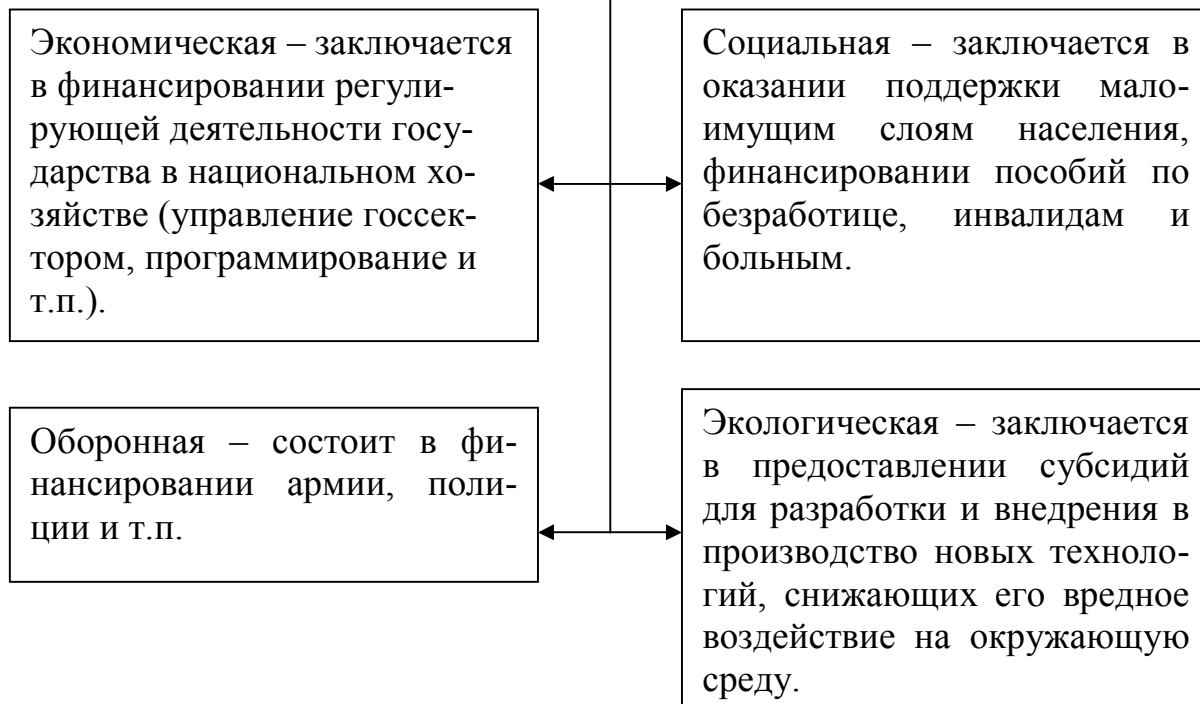 Экономическая – заключается
в финансировании регули-
рующей деятельности госу-
дарства в национальном хо-
зяйстве (управление госсек-
тором, программирование и
т.п.).
Социальная – заключается в
оказании поддержки мало-
имущим слоям населения,
финансировании пособий по
безработице, инвалидам и
больным.
Оборонная – состоит в фи-
нансировании армии, поли-
ции и т.п.
Экологическая – заключается
в предоставлении субсидий
для разработки и внедрения в
производство новых техноло-
гий, снижающих его вредное
воздействие на окружающую
среду.